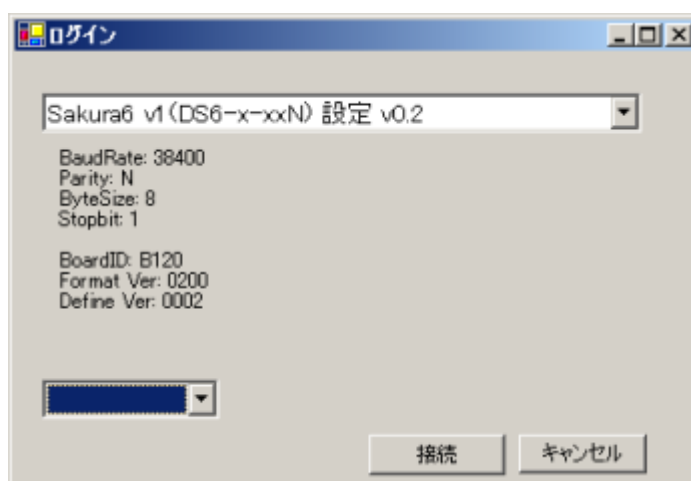 ログイン
Sakura6 v1(DS6-x-xxN) 設定 v0.2
BaudRate: 38400
Parity: N
ByteSize: 8
Stopbit: 1
BoardID: B120
Format Ver: 0200
Define Ver: 0002
接続
キャンセル